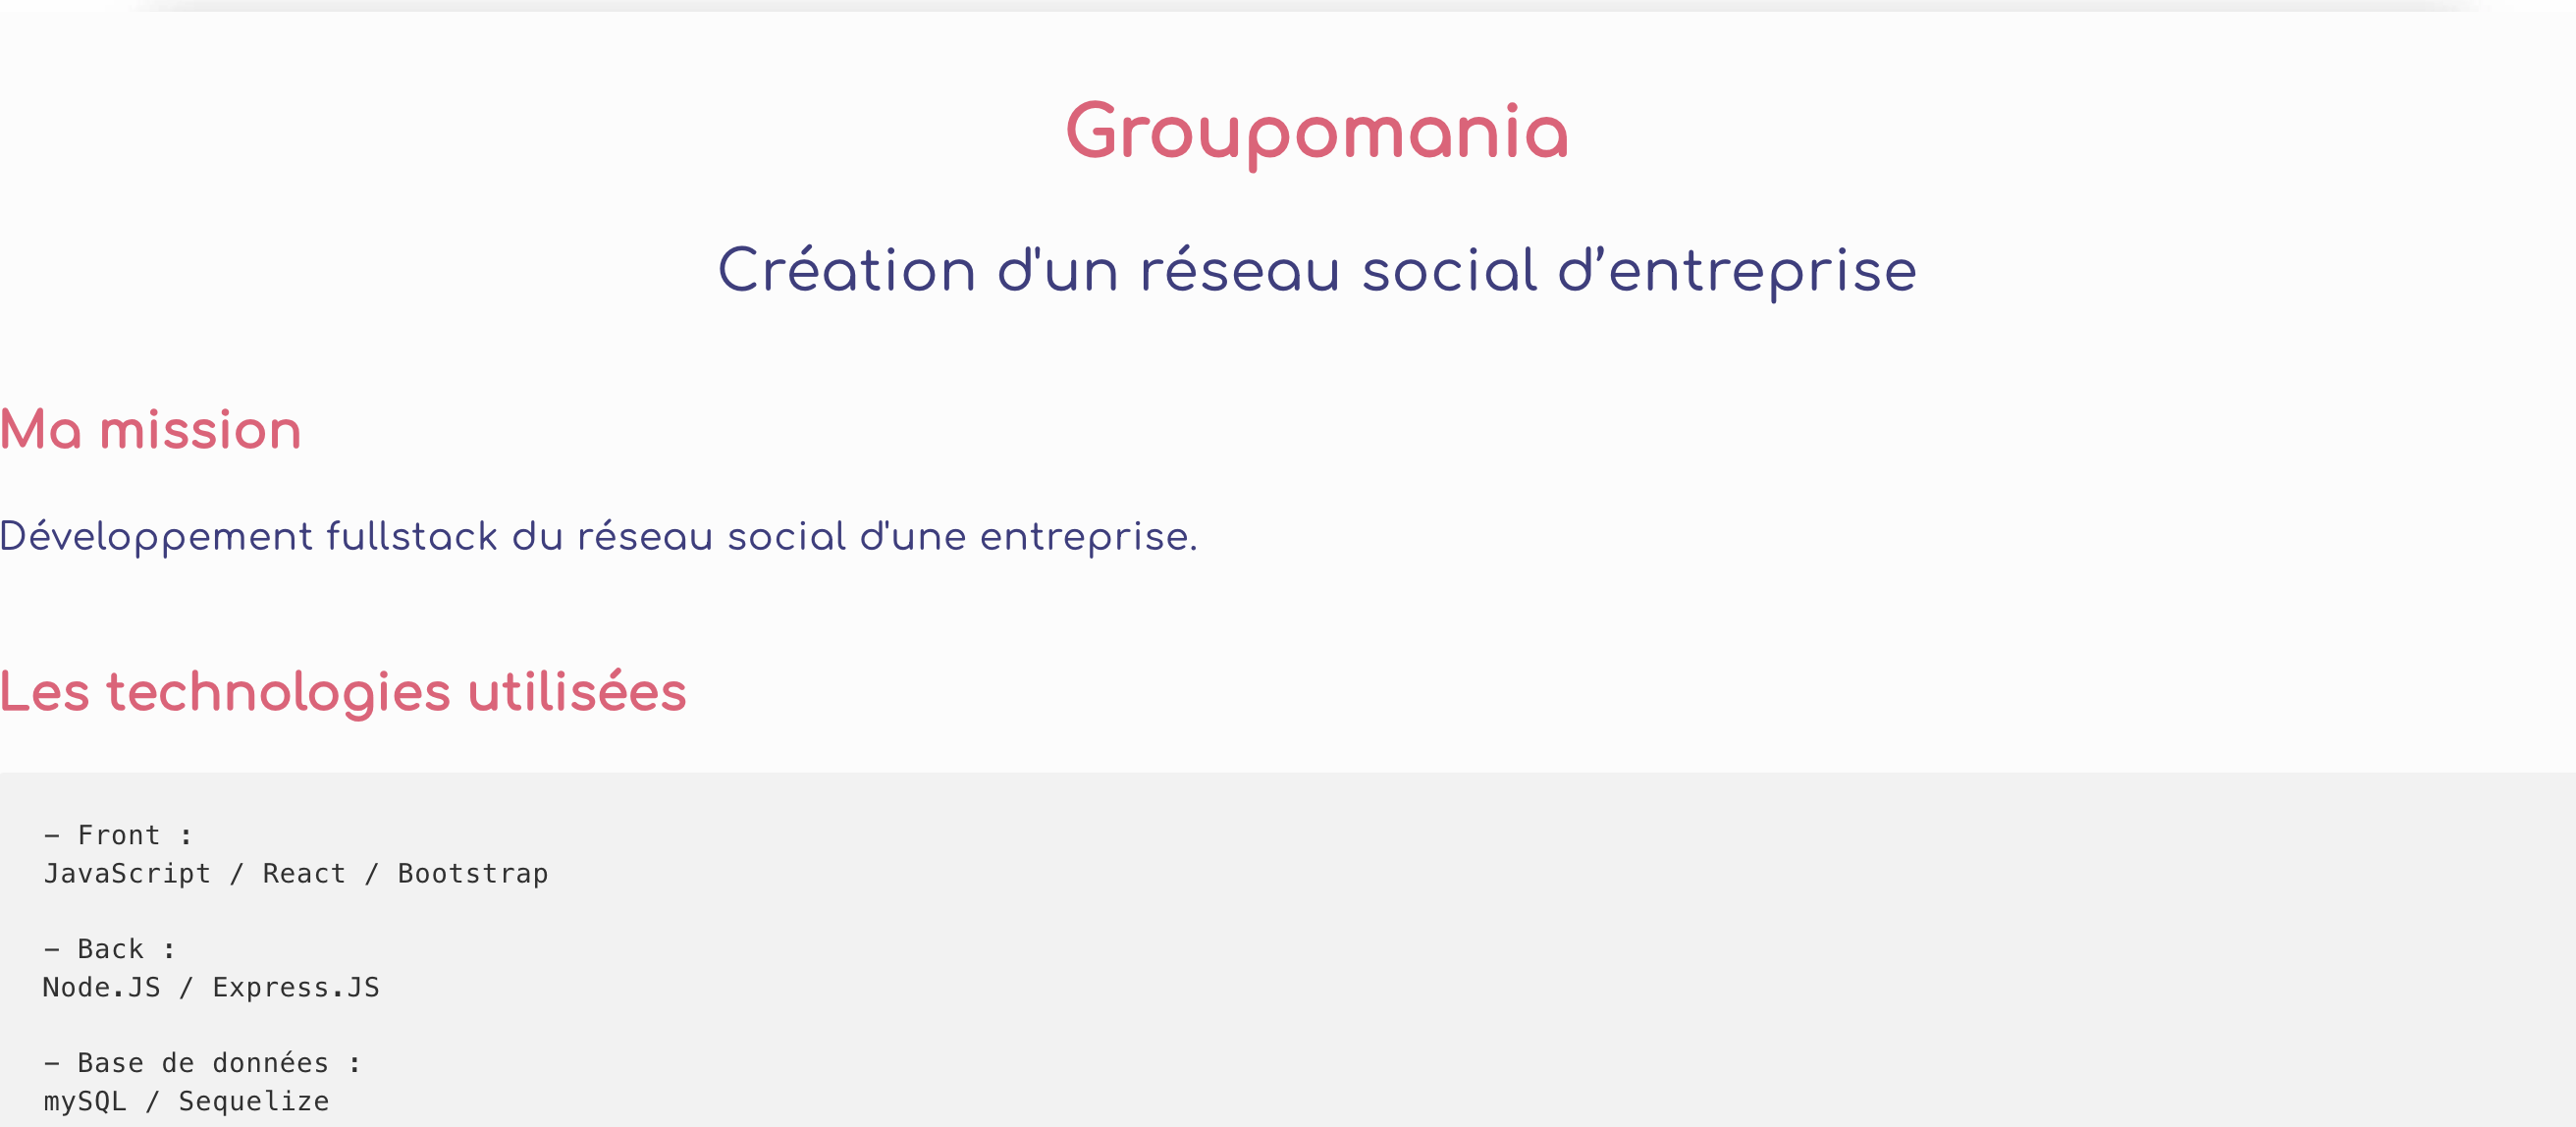 Groupomania
Création d'un réseau social d’entreprise
Ma mission
Développement fullstack du réseau social d'une entreprise.
Les technologies utilisées
- Front :
JavaScript / React / Bootstrap
- Back :
Node.JS / Express.JS
- Base de données :
mySQL / Sequelize